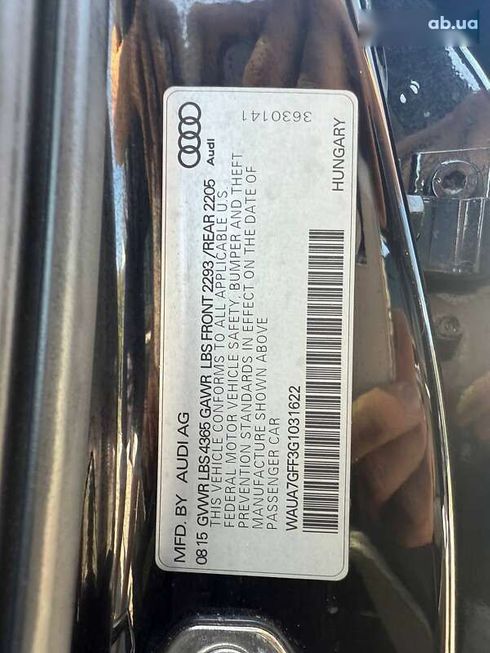 ab.ua
MFD. BY AUDI AG
Audi
0815 GVWR LBS 4365 GAWR LBS FRONT 2293/REAR 2205
THIS VEHICLE CONFORMS TO ALL APPLICABLE U.S.
FEDERAL MOTOR VEHICLE SAFETY, BUMPER AND THEFT
PREVENTION STANDARDS IN EFFECT ON THE DATE OF
MANUFACTURE SHOWN ABOVE
PASSENGER CAR
WAUA7GFF3G1031622
3630141
HUNGARY